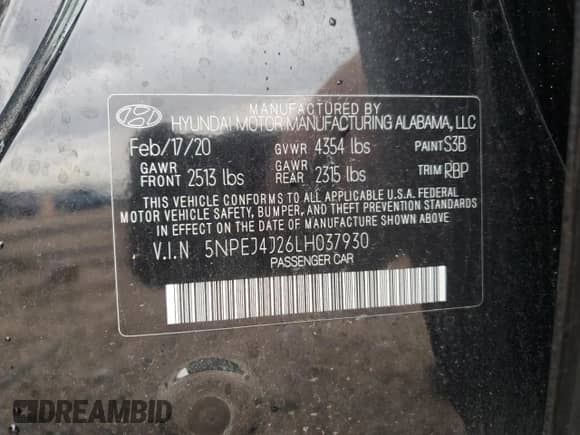 MANUFACTURED BY
HYUNDAI MOTOR MANUFACTURING ALABAMA, LLC
Feb/17/20 GVWR 4354 lbs PAINT S3B
GAWR FRONT 2513 lbs GAWR REAR 2315 lbs TRIM RBP
THIS VEHICLE CONFORMS TO ALL APPLICABLE U.S.A. FEDERAL
MOTOR VEHICLE SAFETY, BUMPER, AND THEFT PREVENTION STANDARDS
IN EFFECT ON THE DATE OF MANUFACTURE SHOWN ABOVE.
V.I.N 5NPEJ4J26LH037930
PASSENGER CAR
DREAMBID